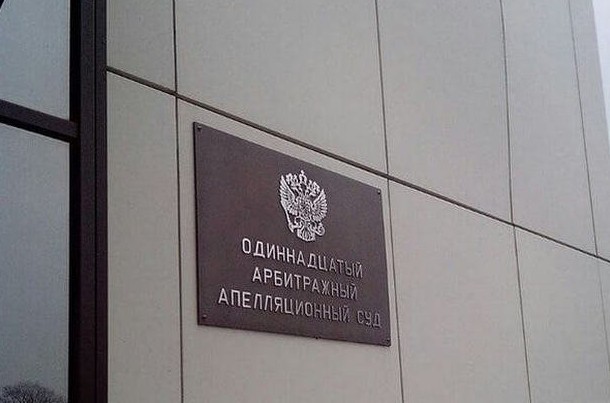 ОДИННАДЦАТЫЙ
АРБИТРАЖНЫЙ
АПЕЛЛЯЦИОННЫЙ СУД